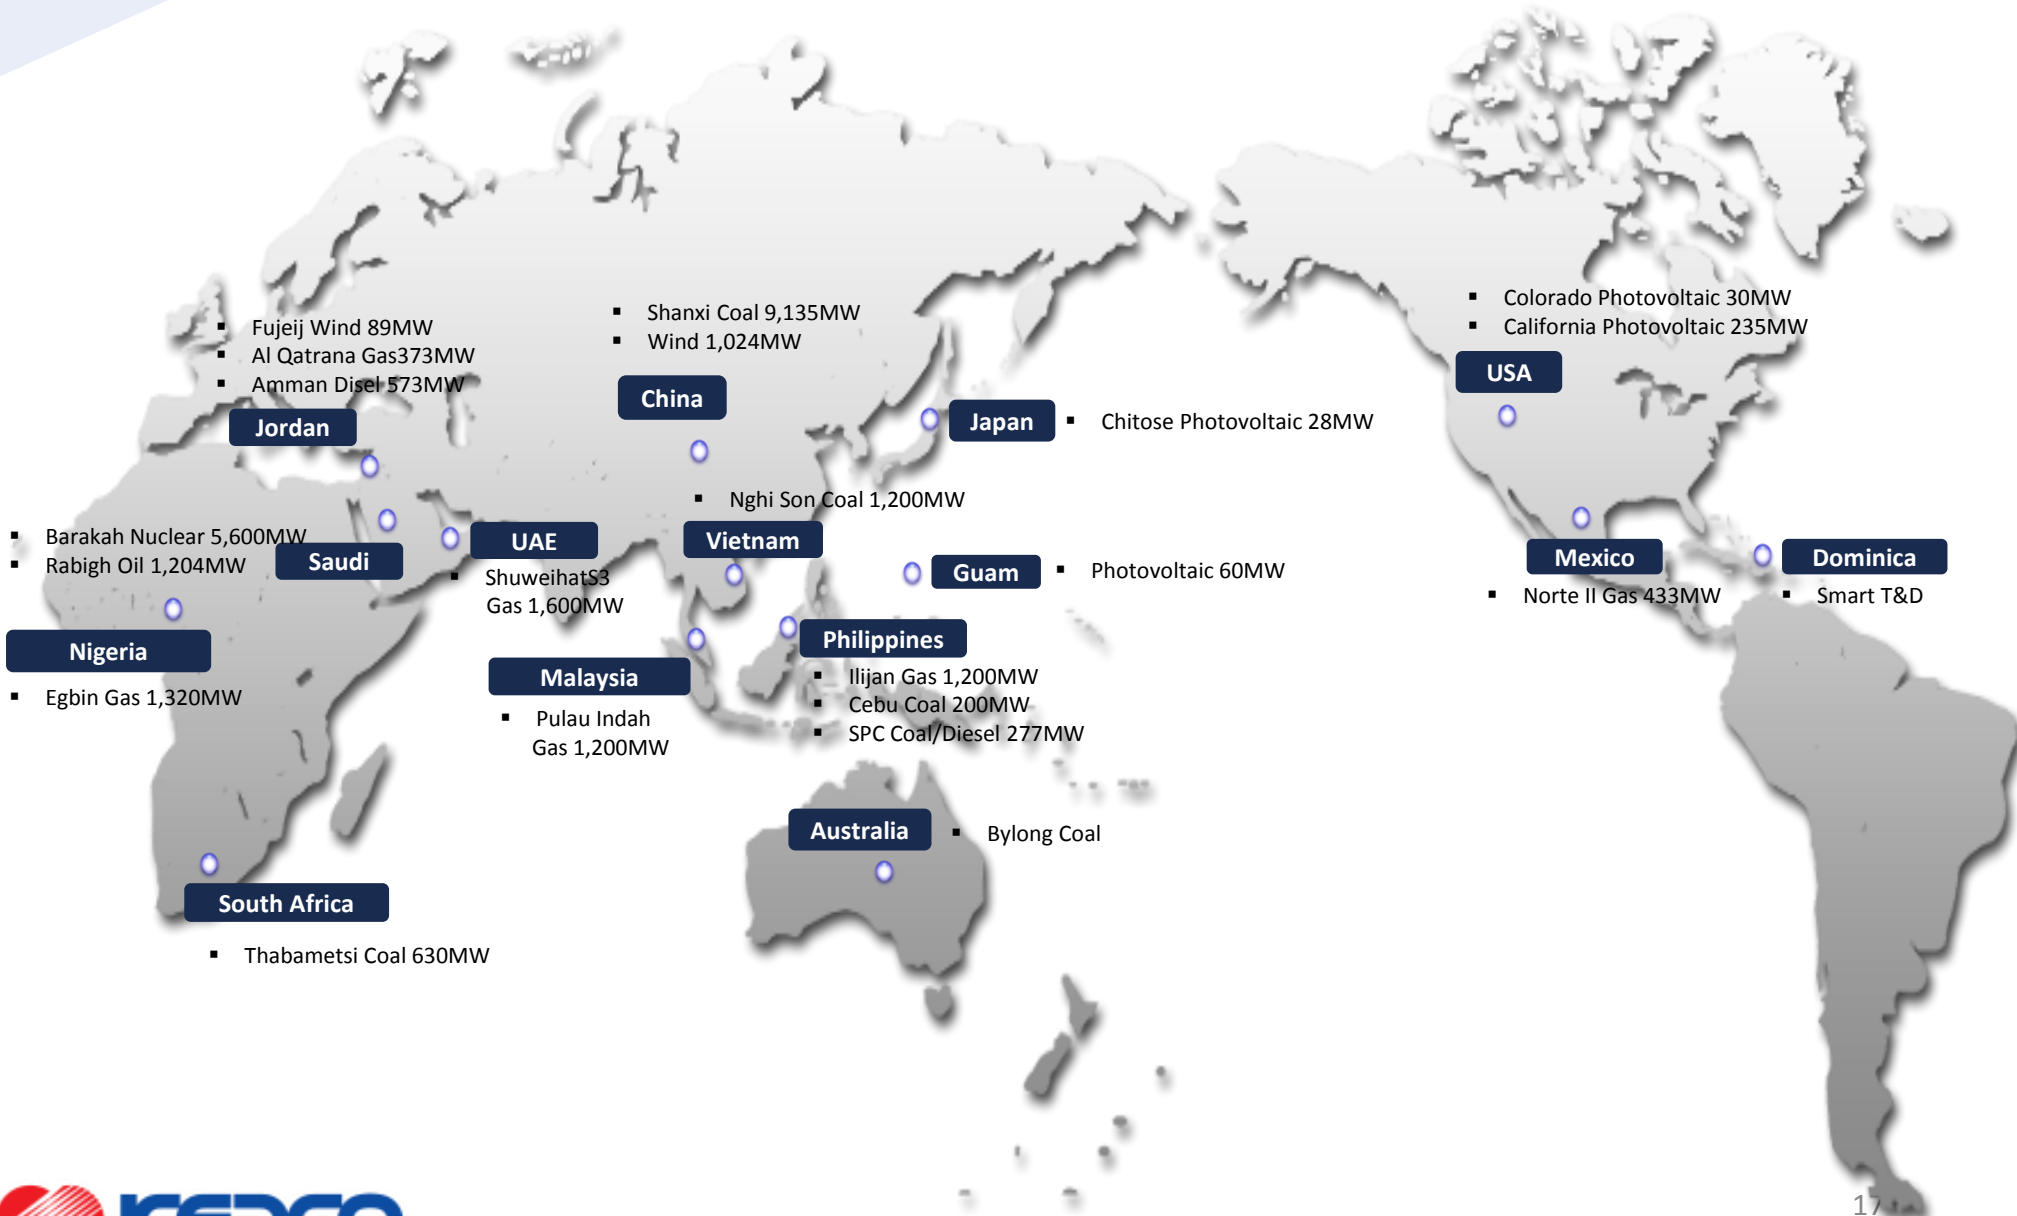 ▪ Fujeij Wind 89MW
▪ Al Qatrana Gas373MW
▪ Amman Disel 573MW
Jordan
▪ Shanxi Coal 9,135MW
▪ Wind 1,024MW
China
Japan
▪ Chitose Photovoltaic 28MW
▪ Colorado Photovoltaic 30MW
▪ California Photovoltaic 235MW
USA
▪ Barakah Nuclear 5,600MW
▪ Rabigh Oil 1,204MW
Saudi
UAE
▪ ShuweihatS3
Gas 1,600MW
▪ Nghi Son Coal 1,200MW
Vietnam
Guam
▪ Photovoltaic 60MW
Mexico
▪ Norte II Gas 433MW
Dominica
▪ Smart T&D
Nigeria
▪ Egbin Gas 1,320MW
Malaysia
▪ Pulau Indah
Gas 1,200MW
Philippines
▪ Ilijan Gas 1,200MW
▪ Cebu Coal 200MW
▪ SPC Coal/Diesel 277MW
Australia
▪ Bylong Coal
South Africa
▪ Thabametsi Coal 630MW
KEPCO
17